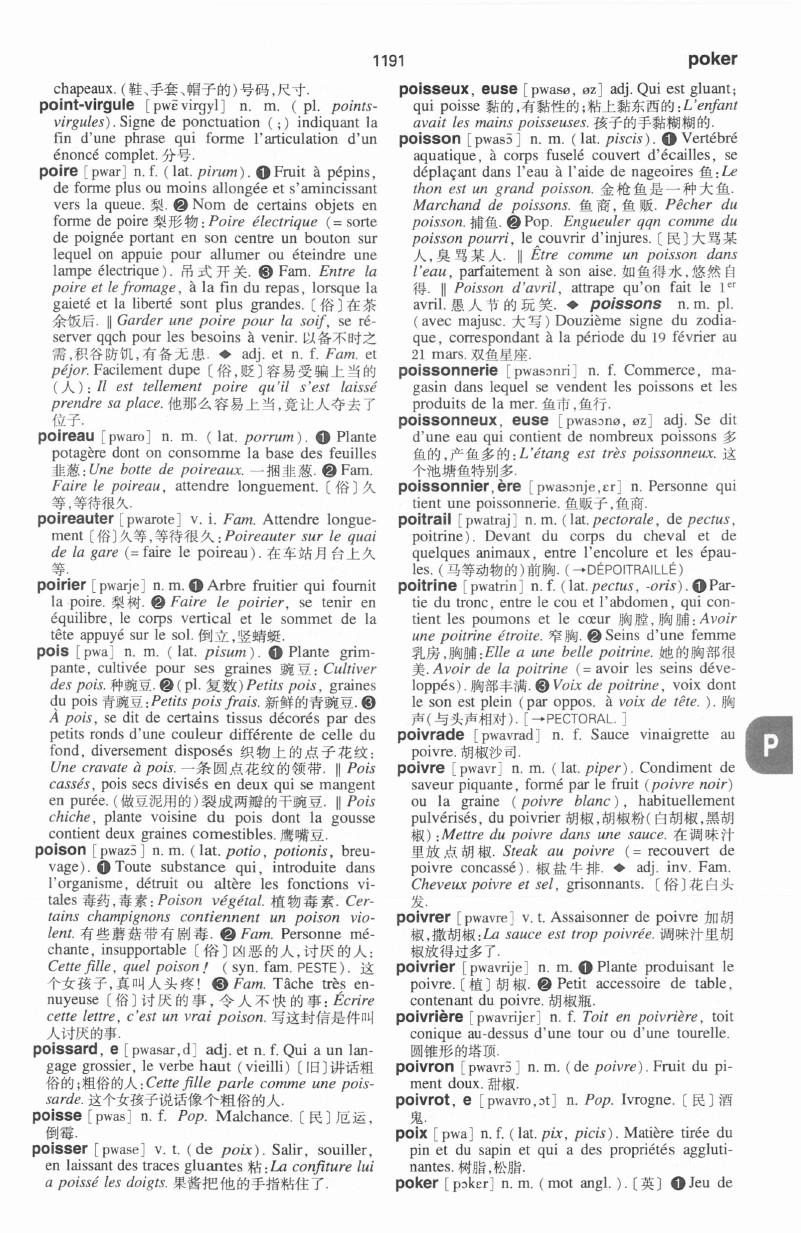 1191
poker
chapeaux. (鞋、手套、帽子的)号码,尺寸.
point-virgule [pwɛ̃virgyl] n. m. ( pl. points-
virgules). Signe de ponctuation ( ; ) indiquant la
fin d'une phrase qui forme l'articulation d'un
énoncé complet. 分号.
poire [pwar] n. f. ( lat. pirum). ❶ Fruit à pépins,
de forme plus ou moins allongée et s'amincissant
vers la queue. 梨. ❷ Nom de certains objets en
forme de poire 梨形物: Poire électrique (= sorte
de poignée portant en son centre un bouton sur
lequel on appuie pour allumer ou éteindre une
lampe électrique). 吊式开关. ❸ Fam. Entre la
poire et le fromage, à la fin du repas, lorsque la
gaieté et la liberté sont plus grandes. 〔俗〕在茶
余饭后. ‖ Garder une poire pour la soif, se ré-
server qqch pour les besoins à venir. 以备不时之
需,积谷防饥,有备无患. ◆ adj. et n. f. Fam. et
péjor. Facilement dupe 〔俗,贬〕容易受骗上当的
(人): Il est tellement poire qu'il s'est laissé
prendre sa place. 他那么容易上当,竟让人夺去了
位子.
poireau [pwaro] n. m. ( lat. porrum). ❶ Plante
potagère dont on consomme la base des feuilles
韭葱: Une botte de poireaux. 一捆韭葱. ❷ Fam.
Faire le poireau, attendre longuement. 〔俗〕久
等,等待很久.
poireauter [pwarote] v. i. Fam. Attendre longue-
ment 〔俗〕久等,等待很久: Poireauter sur le quai
de la gare (= faire le poireau). 在车站月台上久
等.
poirier [pwarje] n. m. ❶ Arbre fruitier qui fournit
la poire. 梨树. ❷ Faire le poirier, se tenir en
équilibre, le corps vertical et le sommet de la
tête appuyé sur le sol. 倒立,竖蜻蜓.
pois [pwa] n. m. ( lat. pisum). ❶ Plante grim-
pante, cultivée pour ses graines 豌豆: Cultiver
des pois. 种豌豆. ❷ (pl. 复数) Petits pois, graines
du pois 青豌豆: Petits pois frais. 新鲜的青豌豆. ❸
À pois, se dit de certains tissus décorés par des
petits ronds d'une couleur différente de celle du
fond, diversement disposés 织物上的点子花纹:
Une cravate à pois. 一条圆点花纹的领带. ‖ Pois
cassés, pois secs divisés en deux qui se mangent
en purée. (做豆泥用的)裂成两瓣的干豌豆. ‖ Pois
chiche, plante voisine du pois dont la gousse
contient deux graines comestibles. 鹰嘴豆.
poison [pwazɔ̃] n. m. ( lat. potio, potionis, breu-
vage). ❶ Toute substance qui, introduite dans
l'organisme, détruit ou altère les fonctions vi-
tales 毒药,毒素: Poison végétal. 植物毒素. Cer-
tains champignons contiennent un poison vio-
lent. 有些蘑菇带有剧毒. ❷ Fam. Personne mé-
chante, insupportable 〔俗〕凶恶的人,讨厌的人:
Cette fille, quel poison ! ( syn. fam. PESTE). 这
个女孩子,真叫人头疼! ❸ Fam. Tâche très en-
nuyeuse 〔俗〕讨厌的事,令人不快的事: Écrire
cette lettre, c'est un vrai poison. 写这封信是件叫
人讨厌的事.
poissard, e [pwasar,d] adj. et n. f. Qui a un lan-
gage grossier, le verbe haut ( vieilli) 〔旧〕讲话粗
俗的;粗俗的人: Cette fille parle comme une pois-
sarde. 这个女孩子说话像个粗俗的人.
poisse [pwas] n. f. Pop. Malchance. 〔民〕厄运,
倒霉.
poisser [pwase] v. t. ( de poix). Salir, souiller,
en laissant des traces gluantes 粘: La confiture lui
a poissé les doigts. 果酱把他的手指粘住了.
poisseux, euse [pwasø, øz] adj. Qui est gluant;
qui poisse 黏的,有黏性的;粘上黏东西的: L'enfant
avait les mains poisseuses. 孩子的手黏糊糊的.
poisson [pwasɔ̃] n. m. ( lat. piscis). ❶ Vertébré
aquatique, à corps fuselé couvert d'écailles, se
déplaçant dans l'eau à l'aide de nageoires 鱼: Le
thon est un grand poisson. 金枪鱼是一种大鱼.
Marchand de poissons. 鱼商,鱼贩. Pêcher du
poisson. 捕鱼. ❷ Pop. Engueuler qqn comme du
poisson pourri, le couvrir d'injures. 〔民〕大骂某
人,臭骂某人. ‖ Être comme un poisson dans
l'eau, parfaitement à son aise. 如鱼得水,悠然自
得. ‖ Poisson d'avril, attrape qu'on fait le 1er
avril. 愚人节的玩笑. ◆ poissons n. m. pl.
(avec majusc. 大写) Douzième signe du zodia-
que, correspondant à la période du 19 février au
21 mars. 双鱼星座.
poissonnerie [pwasɔnri] n. f. Commerce, ma-
gasin dans lequel se vendent les poissons et les
produits de la mer. 鱼市,鱼行.
poissonneux, euse [pwasɔnø, øz] adj. Se dit
d'une eau qui contient de nombreux poissons 多
鱼的,产鱼多的: L'étang est très poissonneux. 这
个池塘鱼特别多.
poissonnier,ère [pwasɔnje,ɛr] n. Personne qui
tient une poissonnerie. 鱼贩子,鱼商.
poitrail [pwatraj] n. m. ( lat. pectorale, de pectus,
poitrine). Devant du corps du cheval et de
quelques animaux, entre l'encolure et les épau-
les. (马等动物的)前胸. (→DÉPOITRAILLÉ)
poitrine [pwatrin] n. f. ( lat. pectus, -oris). ❶ Par-
tie du tronc, entre le cou et l'abdomen, qui con-
tient les poumons et le cœur 胸膛,胸脯: Avoir
une poitrine étroite. 窄胸. ❷ Seins d'une femme
乳房,胸脯: Elle a une belle poitrine. 她的胸部很
美. Avoir de la poitrine (= avoir les seins déve-
loppés). 胸部丰满. ❸ Voix de poitrine, voix dont
le son est plein (par oppos. à voix de tête. ). 胸
声(与头声相对). [→PECTORAL. ]
poivrade [pwavrad] n. f. Sauce vinaigrette au
poivre. 胡椒沙司.
P
poivre [pwavr] n. m. ( lat. piper). Condiment de
saveur piquante, formé par le fruit (poivre noir)
ou la graine ( poivre blanc), habituellement
pulvérisés, du poivrier 胡椒,胡椒粉(白胡椒,黑胡
椒): Mettre du poivre dans une sauce. 在调味汁
里放点胡椒. Steak au poivre (= recouvert de
poivre concassé). 椒盐牛排. ◆ adj. inv. Fam.
Cheveux poivre et sel, grisonnants. 〔俗〕花白头
发.
poivrer [pwavre] v. t. Assaisonner de poivre 加胡
椒,撒胡椒: La sauce est trop poivrée. 调味汁里胡
椒放得过多了.
poivrier [pwavrije] n. m. ❶ Plante produisant le
poivre. 〔植〕胡椒. ❷ Petit accessoire de table,
contenant du poivre. 胡椒瓶.
poivrière [pwavrijɛr] n. f. Toit en poivrière, toit
conique au-dessus d'une tour ou d'une tourelle.
圆锥形的塔顶.
poivron [pwavrɔ̃] n. m. ( de poivre). Fruit du pi-
ment doux. 甜椒.
poivrot, e [pwavro,ɔt] n. Pop. Ivrogne. 〔民〕酒
鬼.
poix [pwa] n. f. ( lat. pix, picis). Matière tirée du
pin et du sapin et qui a des propriétés aggluti-
nantes. 树脂,松脂.
poker [pɔkɛr] n. m. ( mot angl. ). 〔英〕 ❶ Jeu de